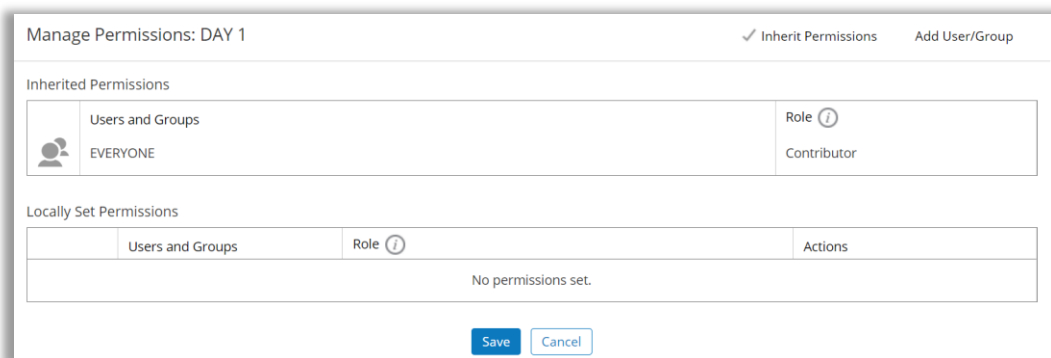 Manage Permissions: DAY 1
Inherit Permissions
Add User/Group
Inherited Permissions
Users and Groups
Role i
EVERYONE
Contributor
Locally Set Permissions
Users and Groups
Role i
Actions
No permissions set.
Save
Cancel